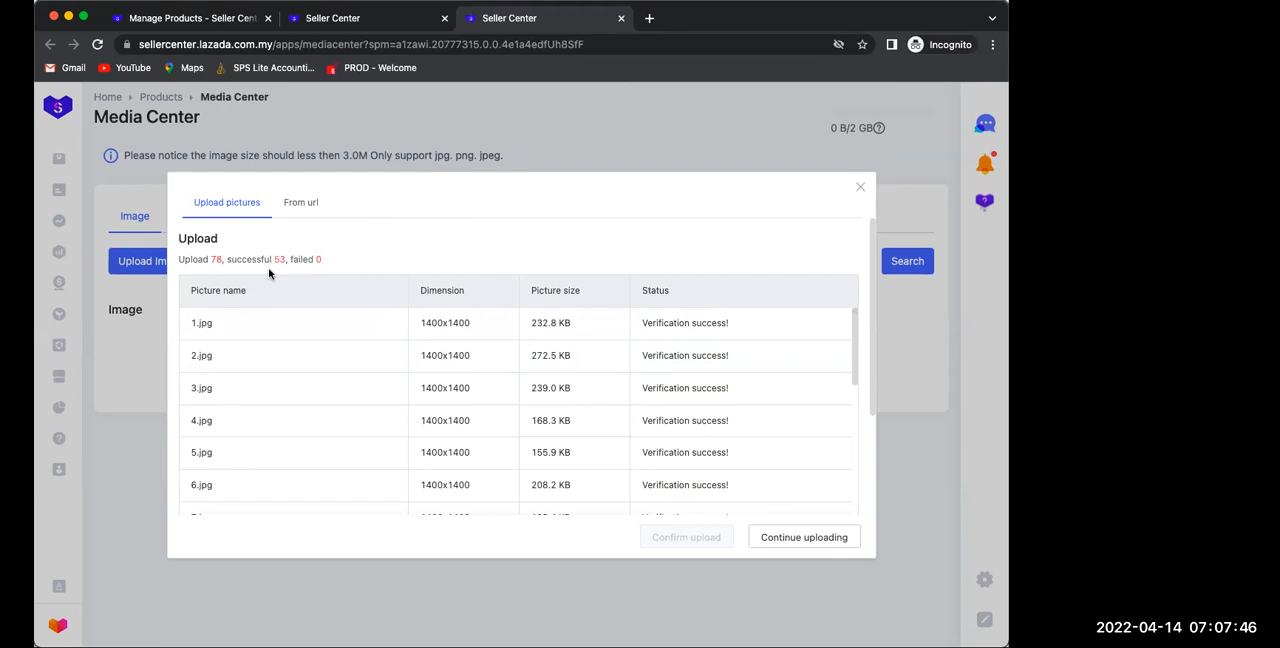 Manage Products - Seller Cent
Seller Center
Seller Center
sellercenter.lazada.com.my/apps/mediacenter?spm=a1zawi.20777315.0.0.4e1a4edfUh8SfF
Incognito
Gmail
YouTube
Maps
SPS Lite Accounti...
PROD - Welcome
Home
Products
Media Center
Media Center
0 B/2 GB
Please notice the image size should less then 3.0M Only support jpg. png. jpeg.
Upload pictures
From url
Image
Upload
Upload 78, successful 53, failed 0
Upload Im
Search
Picture name
Dimension
Picture size
Status
Image
1.jpg
1400x1400
232.8 KB
Verification success!
2.jpg
1400x1400
272.5 KB
Verification success!
3.jpg
1400x1400
239.0 KB
Verification success!
4.jpg
1400x1400
168.3 KB
Verification success!
5.jpg
1400x1400
155.9 KB
Verification success!
6.jpg
1400x1400
208.2 KB
Verification success!
Confirm upload
Continue uploading
2022-04-14 07:07:46